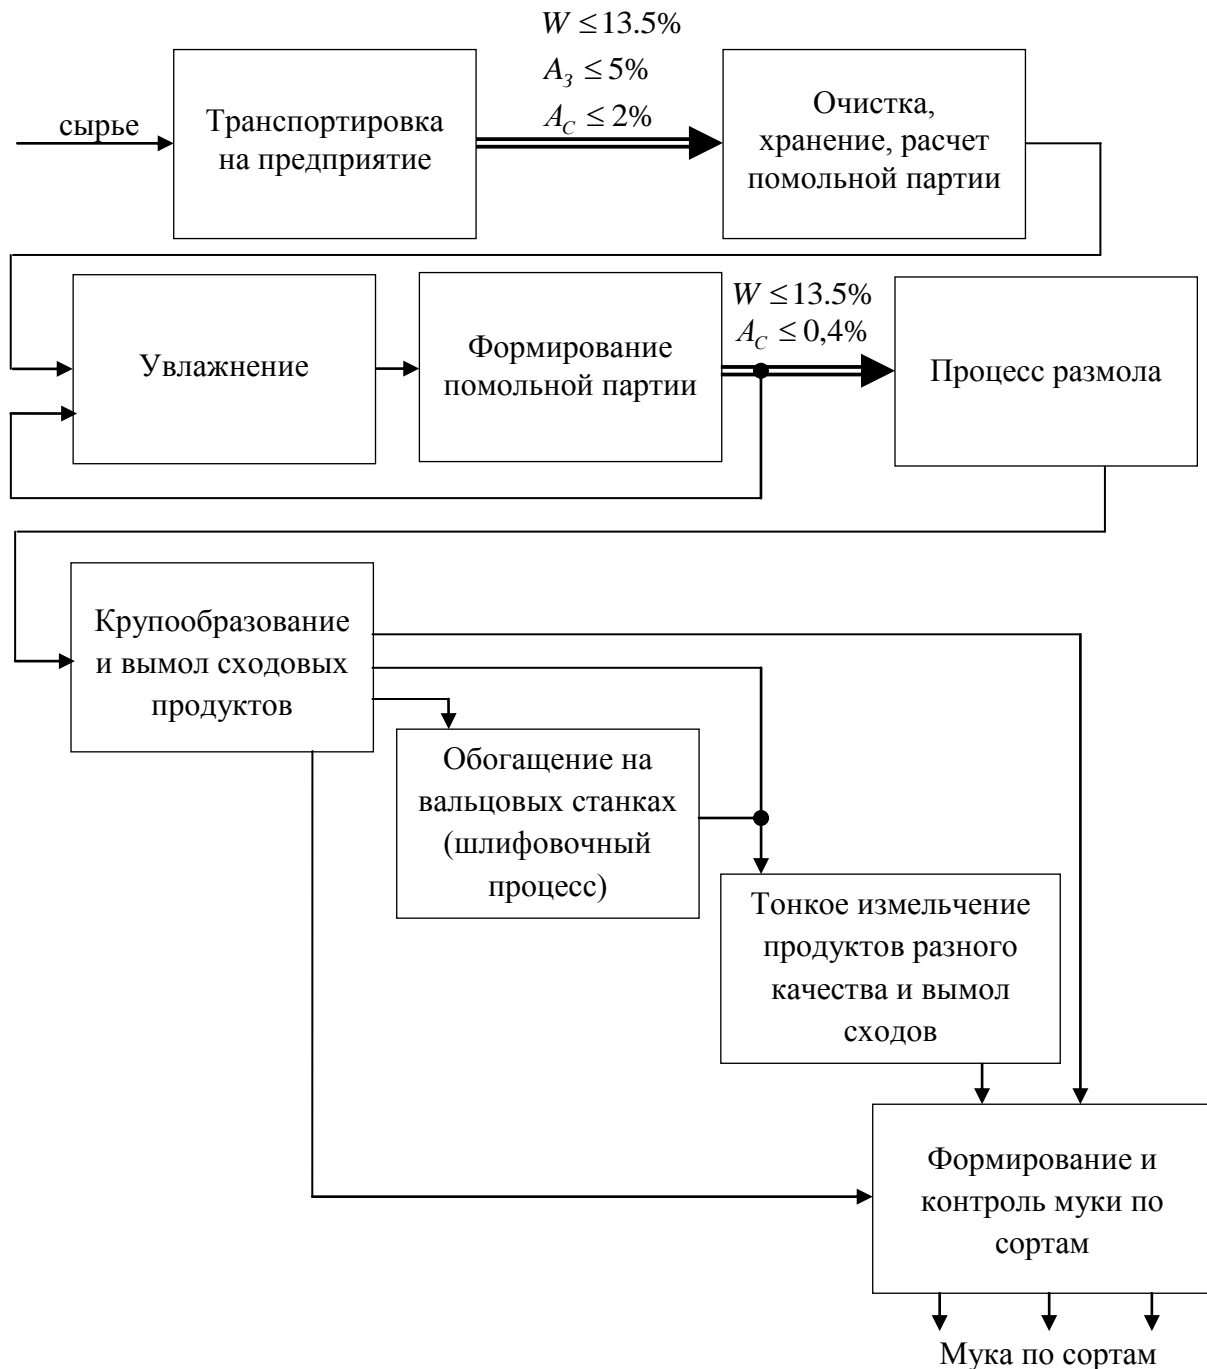 W ≤ 13.5%
A_З ≤ 5%
A_C ≤ 2%
сырье
Транспортировка
на предприятие
Очистка,
хранение, расчет
помольной партии
Увлажнение
Формирование
помольной партии
W ≤ 13.5%
A_C ≤ 0,4%
Процесс размола
Крупообразование
и вымол сходовых
продуктов
Обогащение на
вальцовых станках
(шлифовочный
процесс)
Тонкое измельчение
продуктов разного
качества и вымол
сходов
Формирование и
контроль муки по
сортам
Мука по сортам